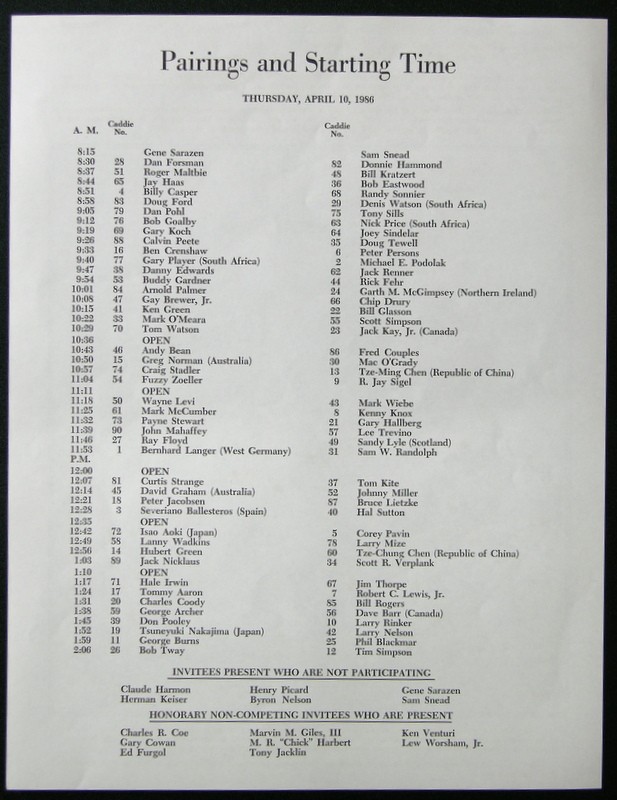 Pairings and Starting Time
THURSDAY, APRIL 10, 1986
A. M. Caddie No. Caddie No.
8:15 Gene Sarazen Sam Snead
8:30 28 Dan Forsman 82 Donnie Hammond
8:37 51 Roger Maltbie 48 Bill Kratzert
8:44 65 Jay Haas 36 Bob Eastwood
8:51 4 Billy Casper 68 Randy Sonnier
8:58 83 Doug Ford 29 Denis Watson (South Africa)
9:05 79 Dan Pohl 75 Tony Sills
9:12 76 Bob Goalby 63 Nick Price (South Africa)
9:19 69 Gary Koch 64 Joey Sindelar
9:26 88 Calvin Peete 35 Doug Tewell
9:33 16 Ben Crenshaw 6 Peter Persons
9:40 77 Gary Player (South Africa) 2 Michael E. Podolak
9:47 38 Danny Edwards 62 Jack Renner
9:54 53 Buddy Gardner 44 Rick Fehr
10:01 84 Arnold Palmer 24 Garth M. McGimpsey (Northern Ireland)
10:08 47 Gay Brewer, Jr. 66 Chip Drury
10:15 41 Ken Green 22 Bill Glasson
10:22 33 Mark O'Meara 55 Scott Simpson
10:29 70 Tom Watson 23 Jack Kay, Jr. (Canada)
10:36 OPEN
10:43 46 Andy Bean 86 Fred Couples
10:50 15 Greg Norman (Australia) 30 Mac O'Grady
10:57 74 Craig Stadler 13 Tze-Ming Chen (Republic of China)
11:04 54 Fuzzy Zoeller 9 R. Jay Sigel
11:11 OPEN
11:18 50 Wayne Levi 43 Mark Wiebe
11:25 61 Mark McCumber 8 Kenny Knox
11:32 73 Payne Stewart 21 Gary Hallberg
11:39 90 John Mahaffey 57 Lee Trevino
11:46 27 Ray Floyd 49 Sandy Lyle (Scotland)
11:53 1 Bernhard Langer (West Germany) 31 Sam W. Randolph
P.M.
12:00 OPEN
12:07 81 Curtis Strange 37 Tom Kite
12:14 45 David Graham (Australia) 52 Johnny Miller
12:21 18 Peter Jacobsen 87 Bruce Lietzke
12:28 3 Severiano Ballesteros (Spain) 40 Hal Sutton
12:35 OPEN
12:42 72 Isao Aoki (Japan) 5 Corey Pavin
12:49 58 Lanny Wadkins 78 Larry Mize
12:56 14 Hubert Green 60 Tze-Chung Chen (Republic of China)
1:03 89 Jack Nicklaus 34 Scott R. Verplank
1:10 OPEN
1:17 71 Hale Irwin 67 Jim Thorpe
1:24 17 Tommy Aaron 7 Robert C. Lewis, Jr.
1:31 20 Charles Coody 85 Bill Rogers
1:38 59 George Archer 56 Dave Barr (Canada)
1:45 39 Don Pooley 10 Larry Rinker
1:52 19 Tsuneyuki Nakajima (Japan) 42 Larry Nelson
1:59 11 George Burns 25 Phil Blackmar
2:06 26 Bob Tway 12 Tim Simpson
INVITEES PRESENT WHO ARE NOT PARTICIPATING
Claude Harmon Henry Picard Gene Sarazen
Herman Keiser Byron Nelson Sam Snead
HONORARY NON-COMPETING INVITEES WHO ARE PRESENT
Charles R. Coe Marvin M. Giles, III Ken Venturi
Gary Cowan M. R. "Chick" Harbert Lew Worsham, Jr.
Ed Furgol Tony Jacklin